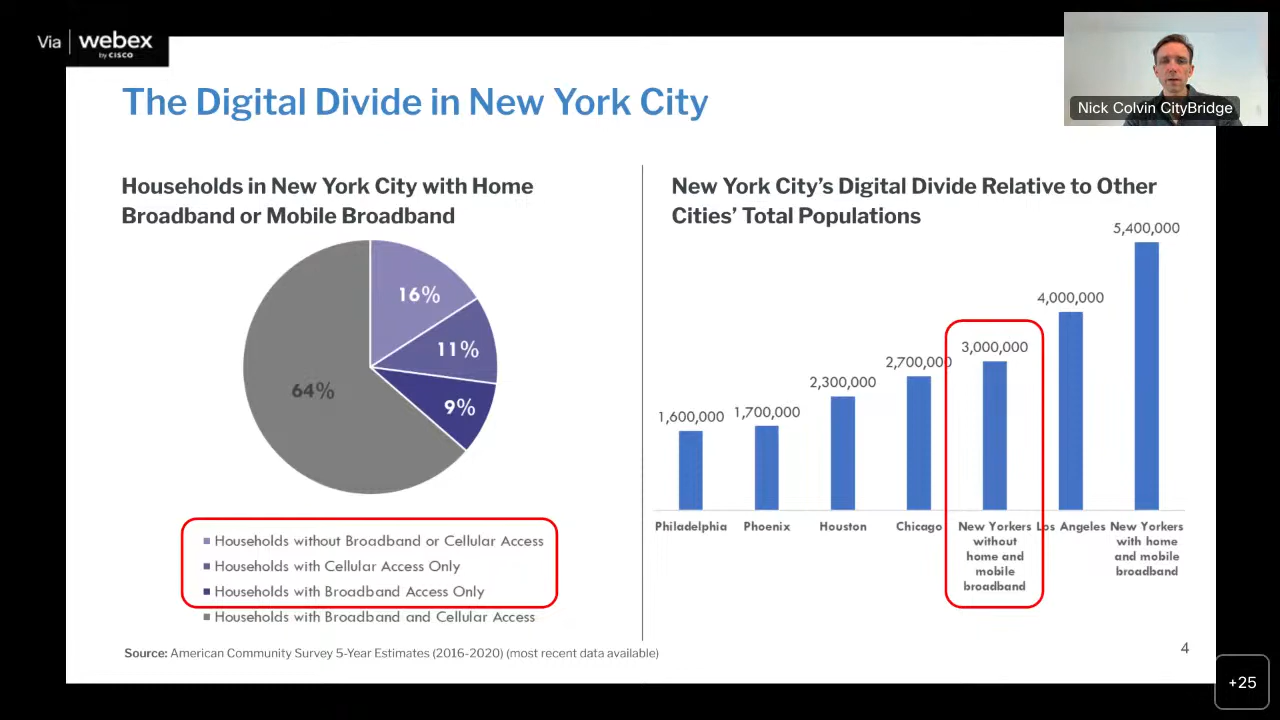 Via webex
by CISCO
Nick Colvin CityBridge
The Digital Divide in New York City
Households in New York City with Home
Broadband or Mobile Broadband
16%
11%
9%
64%
Households without Broadband or Cellular Access
Households with Cellular Access Only
Households with Broadband Access Only
Households with Broadband and Cellular Access
Source: American Community Survey 5-Year Estimates (2016-2020) (most recent data available)
New York City’s Digital Divide Relative to Other
Cities’ Total Populations
1,600,000
1,700,000
2,300,000
2,700,000
3,000,000
4,000,000
5,400,000
Philadelphia
Phoenix
Houston
Chicago
New Yorkers
without
home and
mobile
broadband
Los Angeles
New Yorkers
with home
and mobile
broadband
4
+25